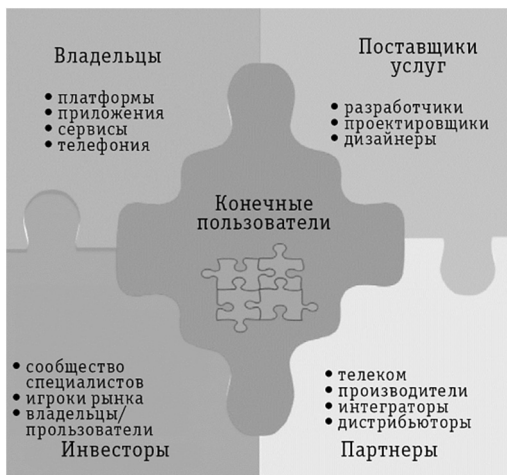 Владельцы
• платформы
• приложения
• сервисы
• телефония
Поставщики
услуг
• разработчики
• проектировщики
• дизайнеры
Конечные
пользователи
• сообщество
специалистов
• игроки рынка
• владельцы/
прользователи
Инвесторы
• телеком
• производители
• интеграторы
• дистрибьюторы
Партнеры